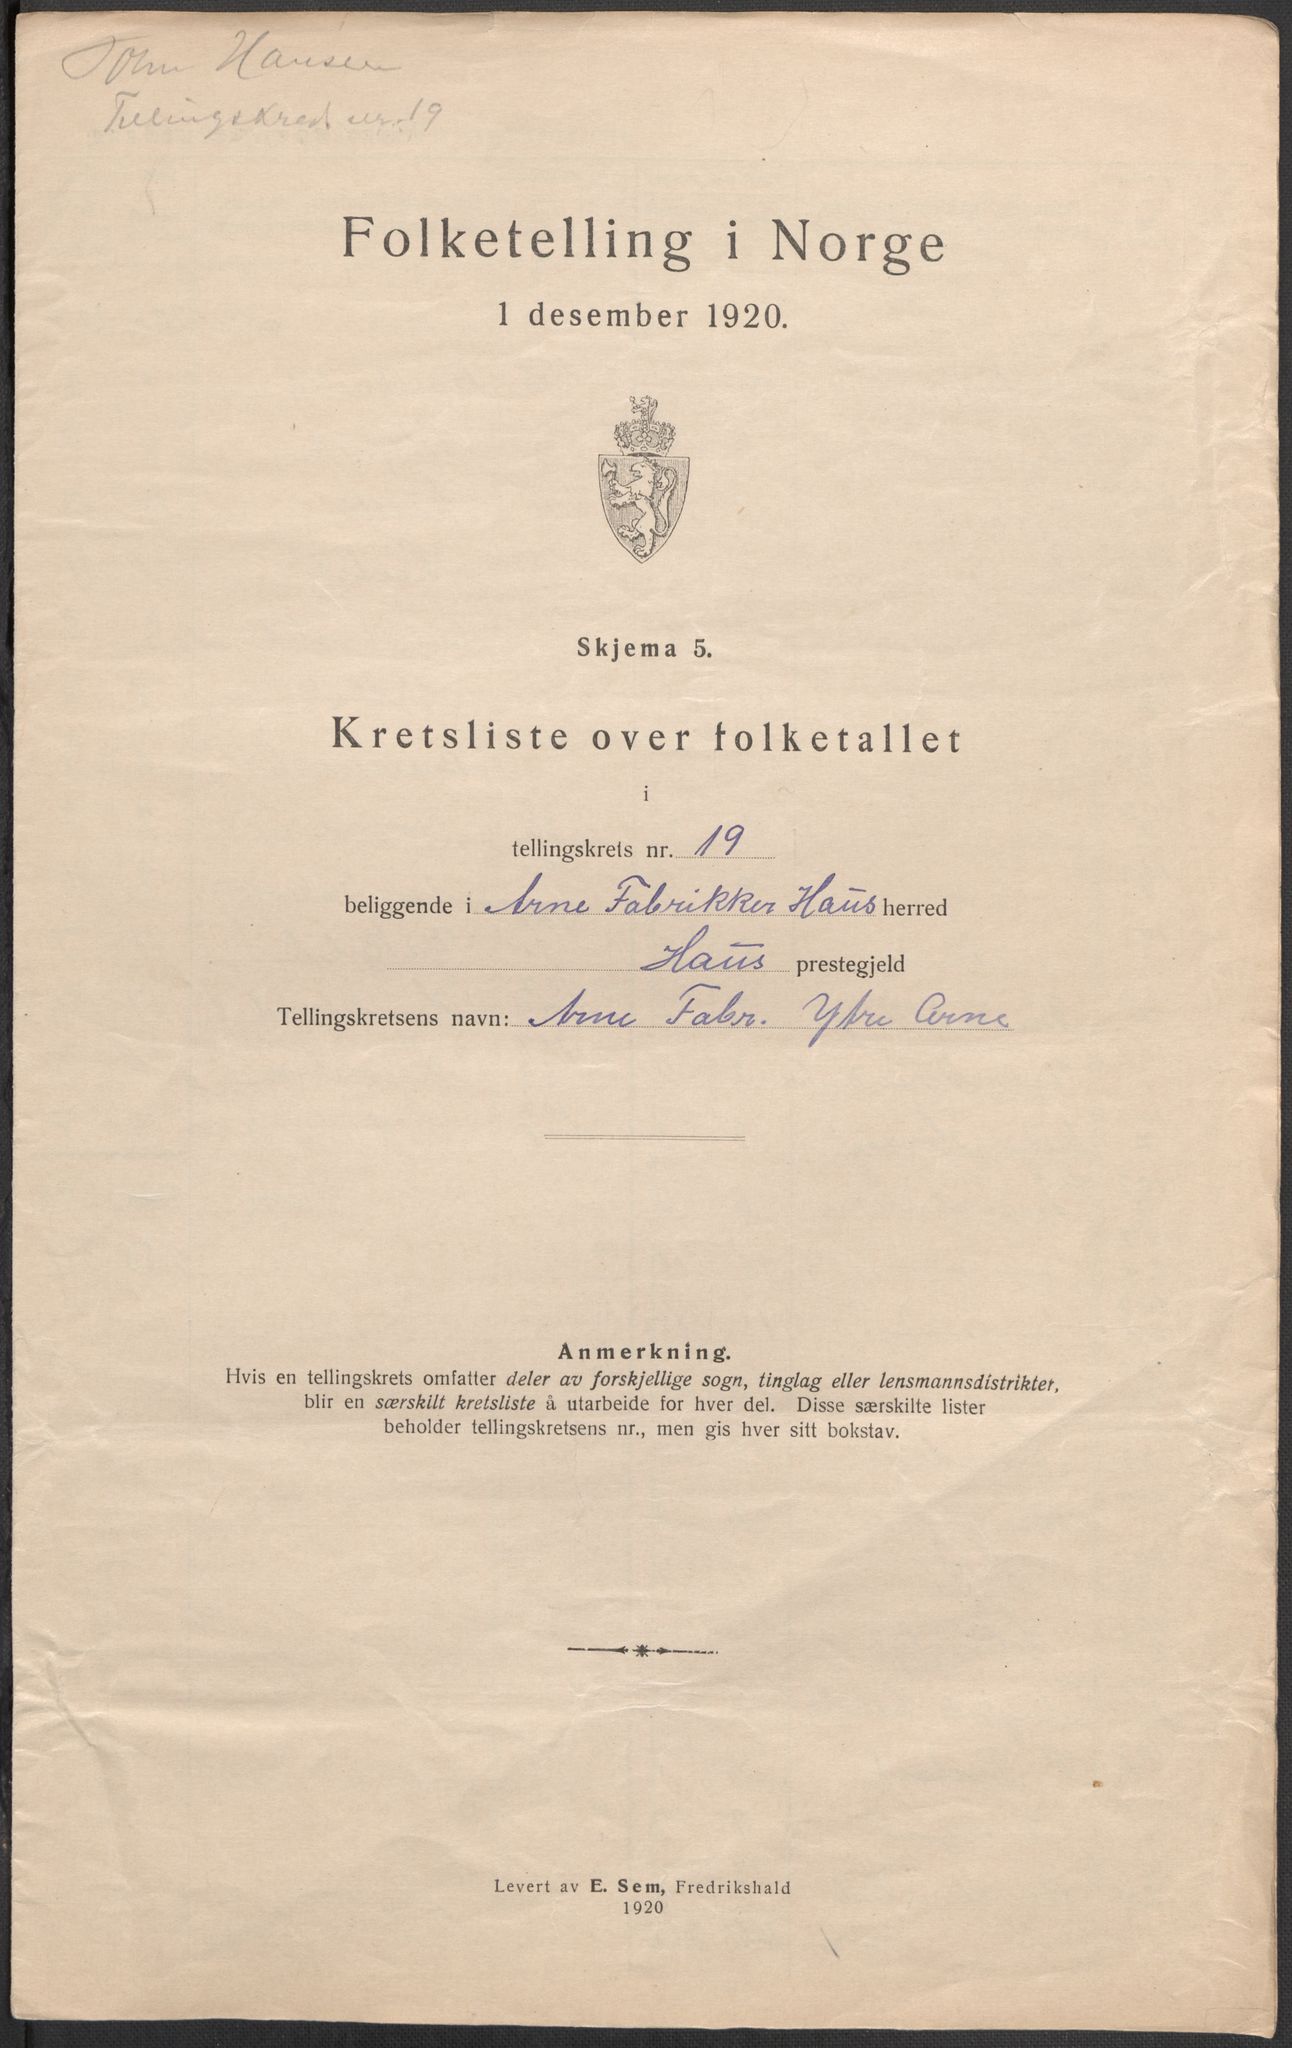 John Hansen
Tellingskreds nr. 19
Folketelling i Norge
1 desember 1920.
Skjema 5.
Kretsliste over folketallet
i
tellingskrets nr. 19
beliggende i Arne Fabrikker Haus herred
Haus prestegjeld
Tellingskretsens navn: Arne Fabr. Ytre Arne
Anmerkning.
Hvis en tellingskrets omfatter deler av forskjellige sogn, tinglag eller lensmannsdistrikter,
blir en særskilt kretsliste å utarbeide for hver del. Disse særskilte lister
beholder tellingskretsens nr., men gis hver sitt bokstav.
Levert av E. Sem, Fredrikshald
1920